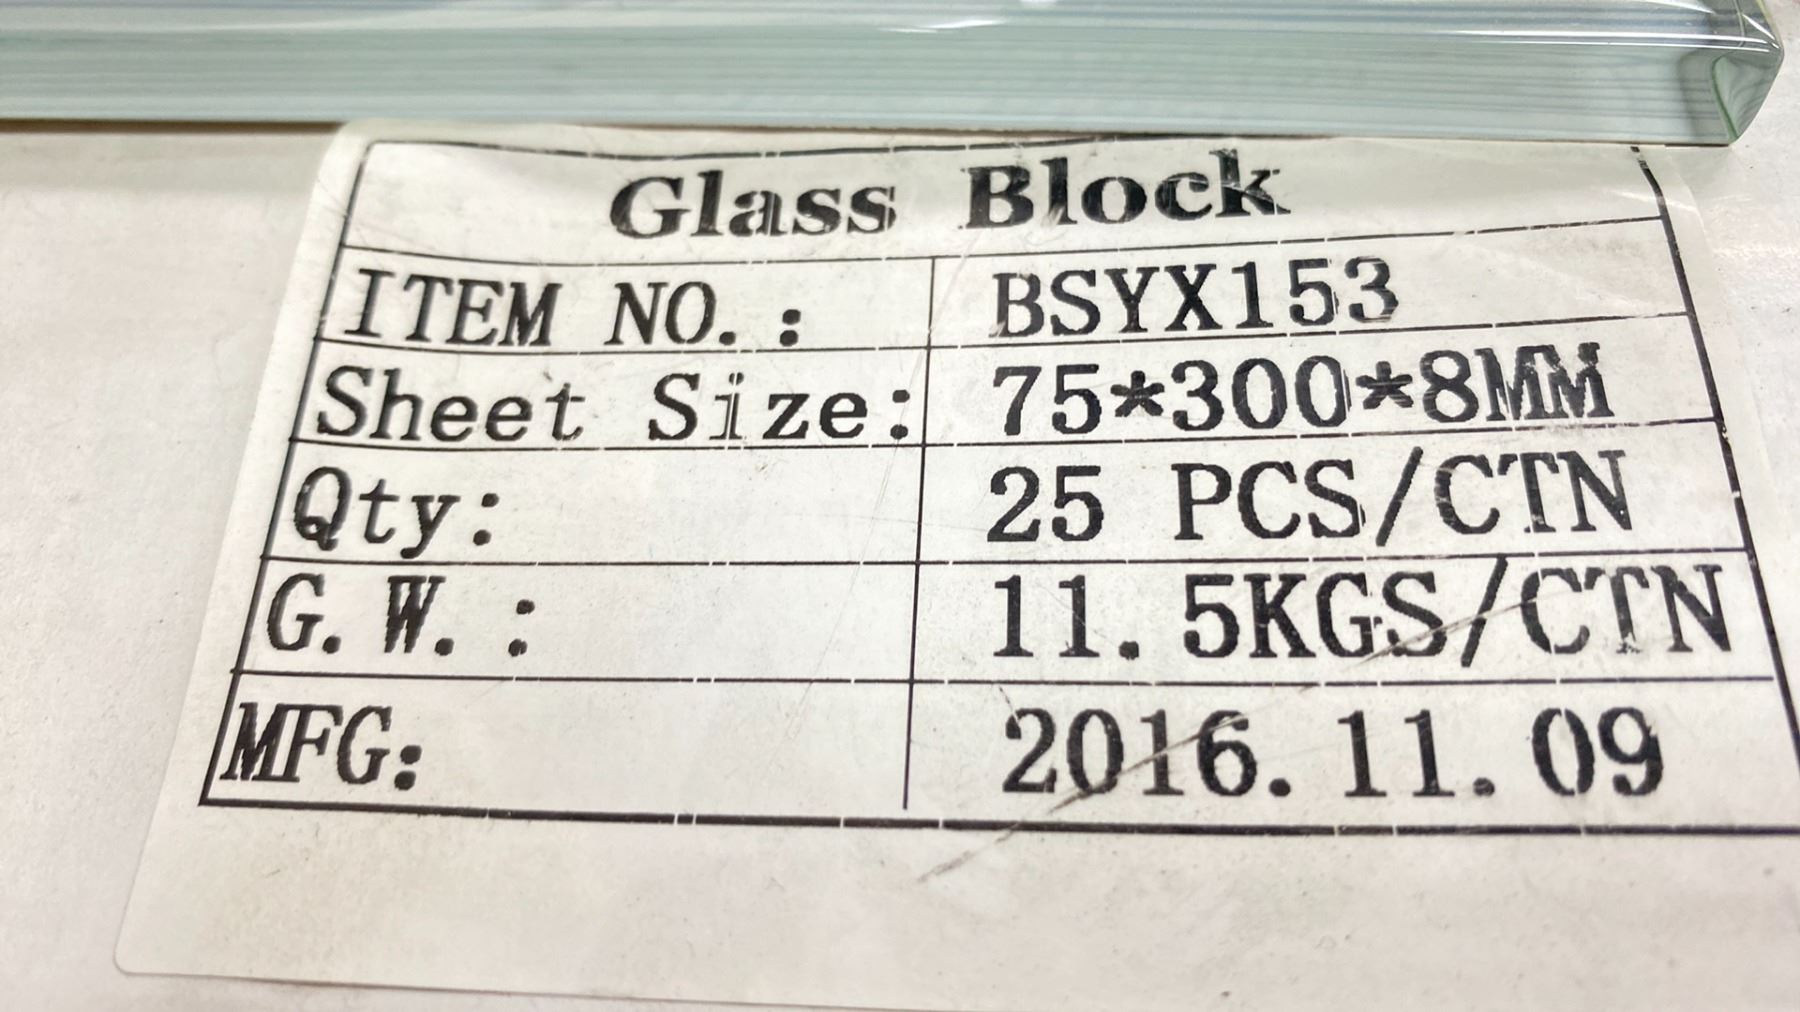 Glass Block
ITEM NO.: BSYX153
Sheet Size: 75*300*8MM
Qty: 25 PCS/CTN
G.W.: 11.5KGS/CTN
MFG: 2016.11.09